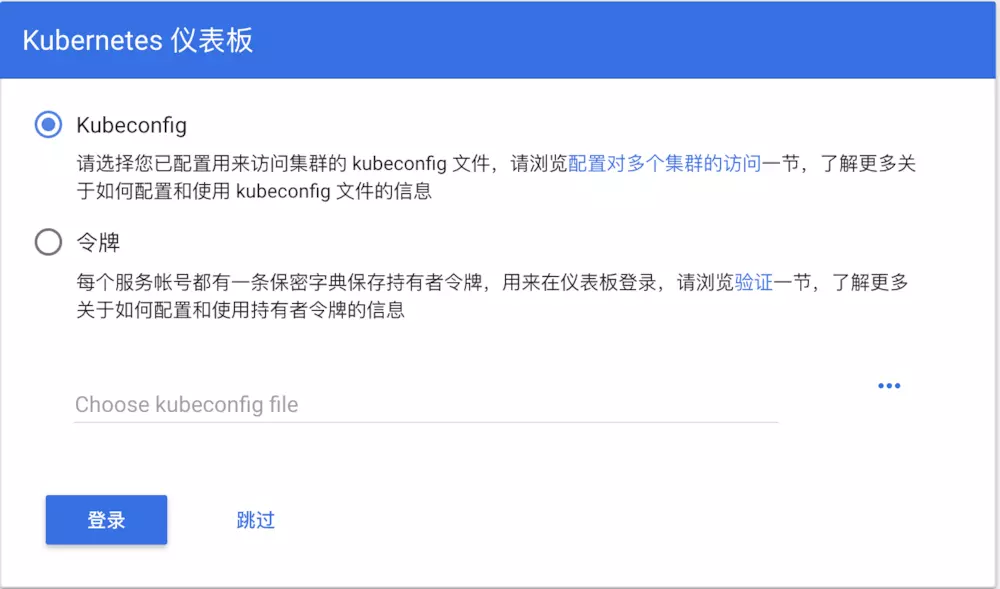 Kubernetes 仪表板
Kubeconfig
请选择您已配置用来访问集群的 kubeconfig 文件，请浏览配置对多个集群的访问一节，了解更多关
于如何配置和使用 kubeconfig 文件的信息
令牌
每个服务帐号都有一条保密字典保存持有者令牌，用来在仪表板登录，请浏览验证一节，了解更多
关于如何配置和使用持有者令牌的信息
Choose kubeconfig file
登录
跳过